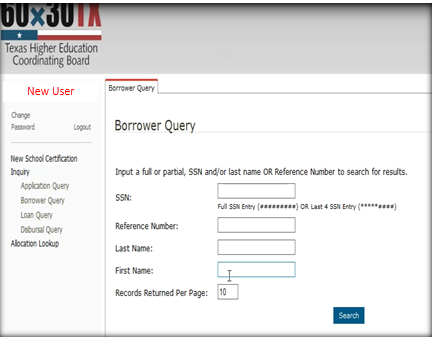 60x30TX
Texas Higher Education
Coordinating Board
New User
Change
Password Logout
New School Certification
Inquiry
Application Query
Borrower Query
Loan Query
Disbursal Query
Allocation Lookup
Borrower Query
Borrower Query
Input a full or partial, SSN and/or last name OR Reference Number to search for results.
SSN:
Full SSN Entry (#########) OR Last 4 SSN Entry (*****####)
Reference Number:
Last Name:
First Name:
Records Returned Per Page: 10
Search